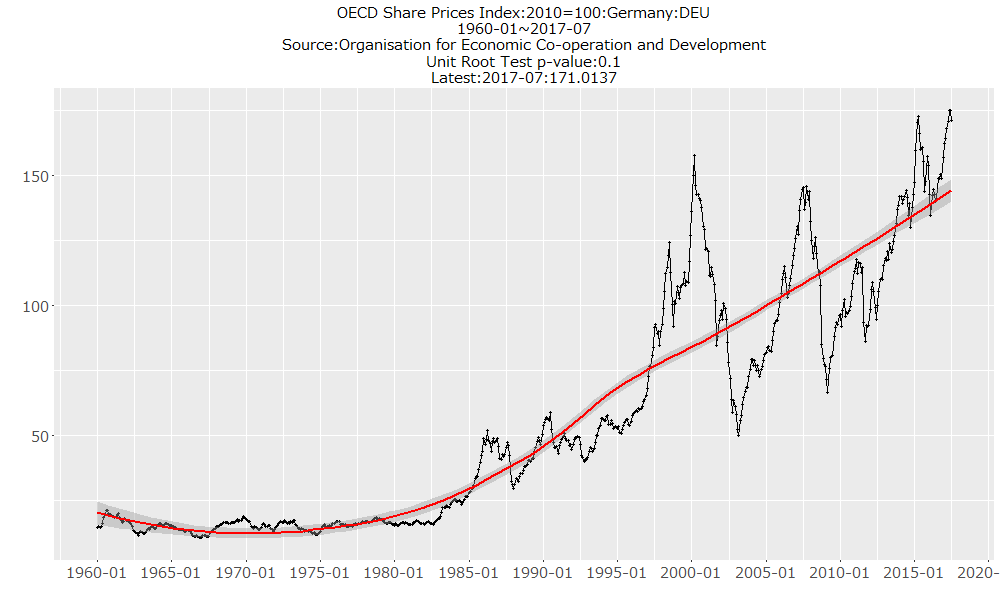 OECD Share Prices Index:2010=100:Germany:DEU
1960-01~2017-07
Source:Organisation for Economic Co-operation and Development
Unit Root Test p-value:0.1
Latest:2017-07:171.0137
150
100
50
1960-01 1965-01 1970-01 1975-01 1980-01 1985-01 1990-01 1995-01 2000-01 2005-01 2010-01 2015-01 2020-